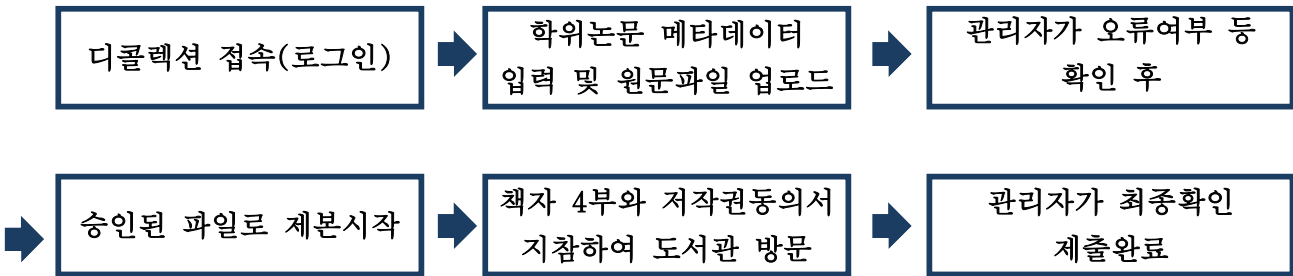 디콜렉션 접속(로그인)
학위논문 메타데이터
입력 및 원문파일 업로드
관리자가 오류여부 등
확인 후
승인된 파일로 제본시작
책자 4부와 저작권동의서
지참하여 도서관 방문
관리자가 최종확인
제출완료